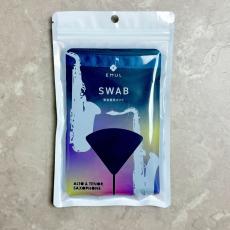 EMUL
SWAB
ALTO & TENOR
SAXOPHONE